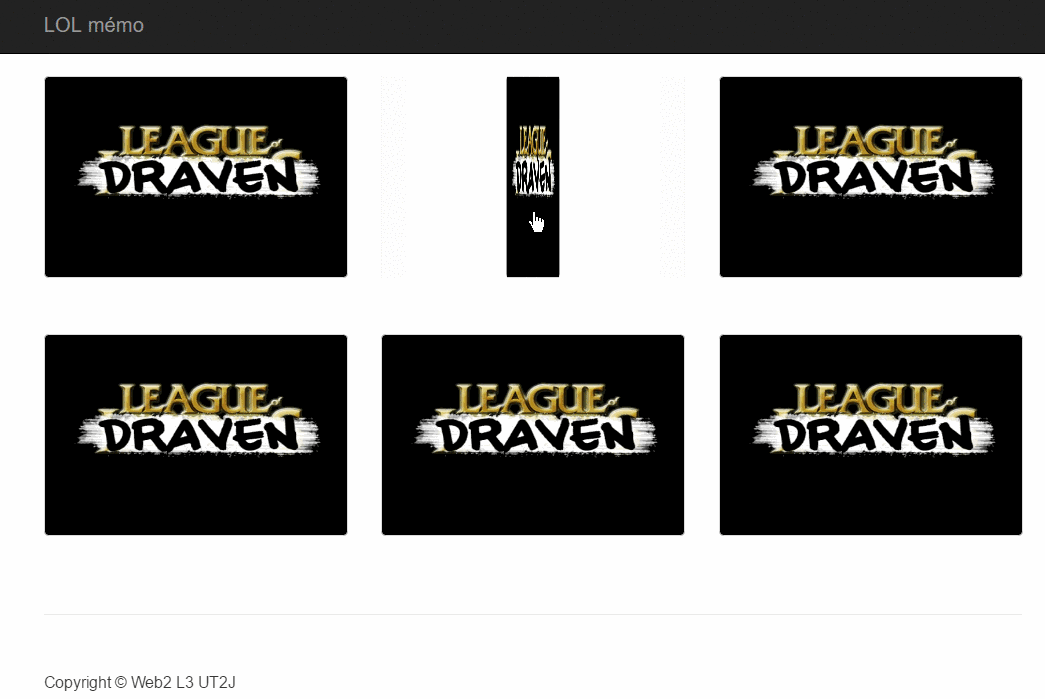 LOL mémo
LEAGUE of
DRAVEN
LEAGUE
DRAVEN
LEAGUE of
DRAVEN
LEAGUE of
DRAVEN
LEAGUE of
DRAVEN
LEAGUE of
DRAVEN
Copyright © Web2 L3 UT2J